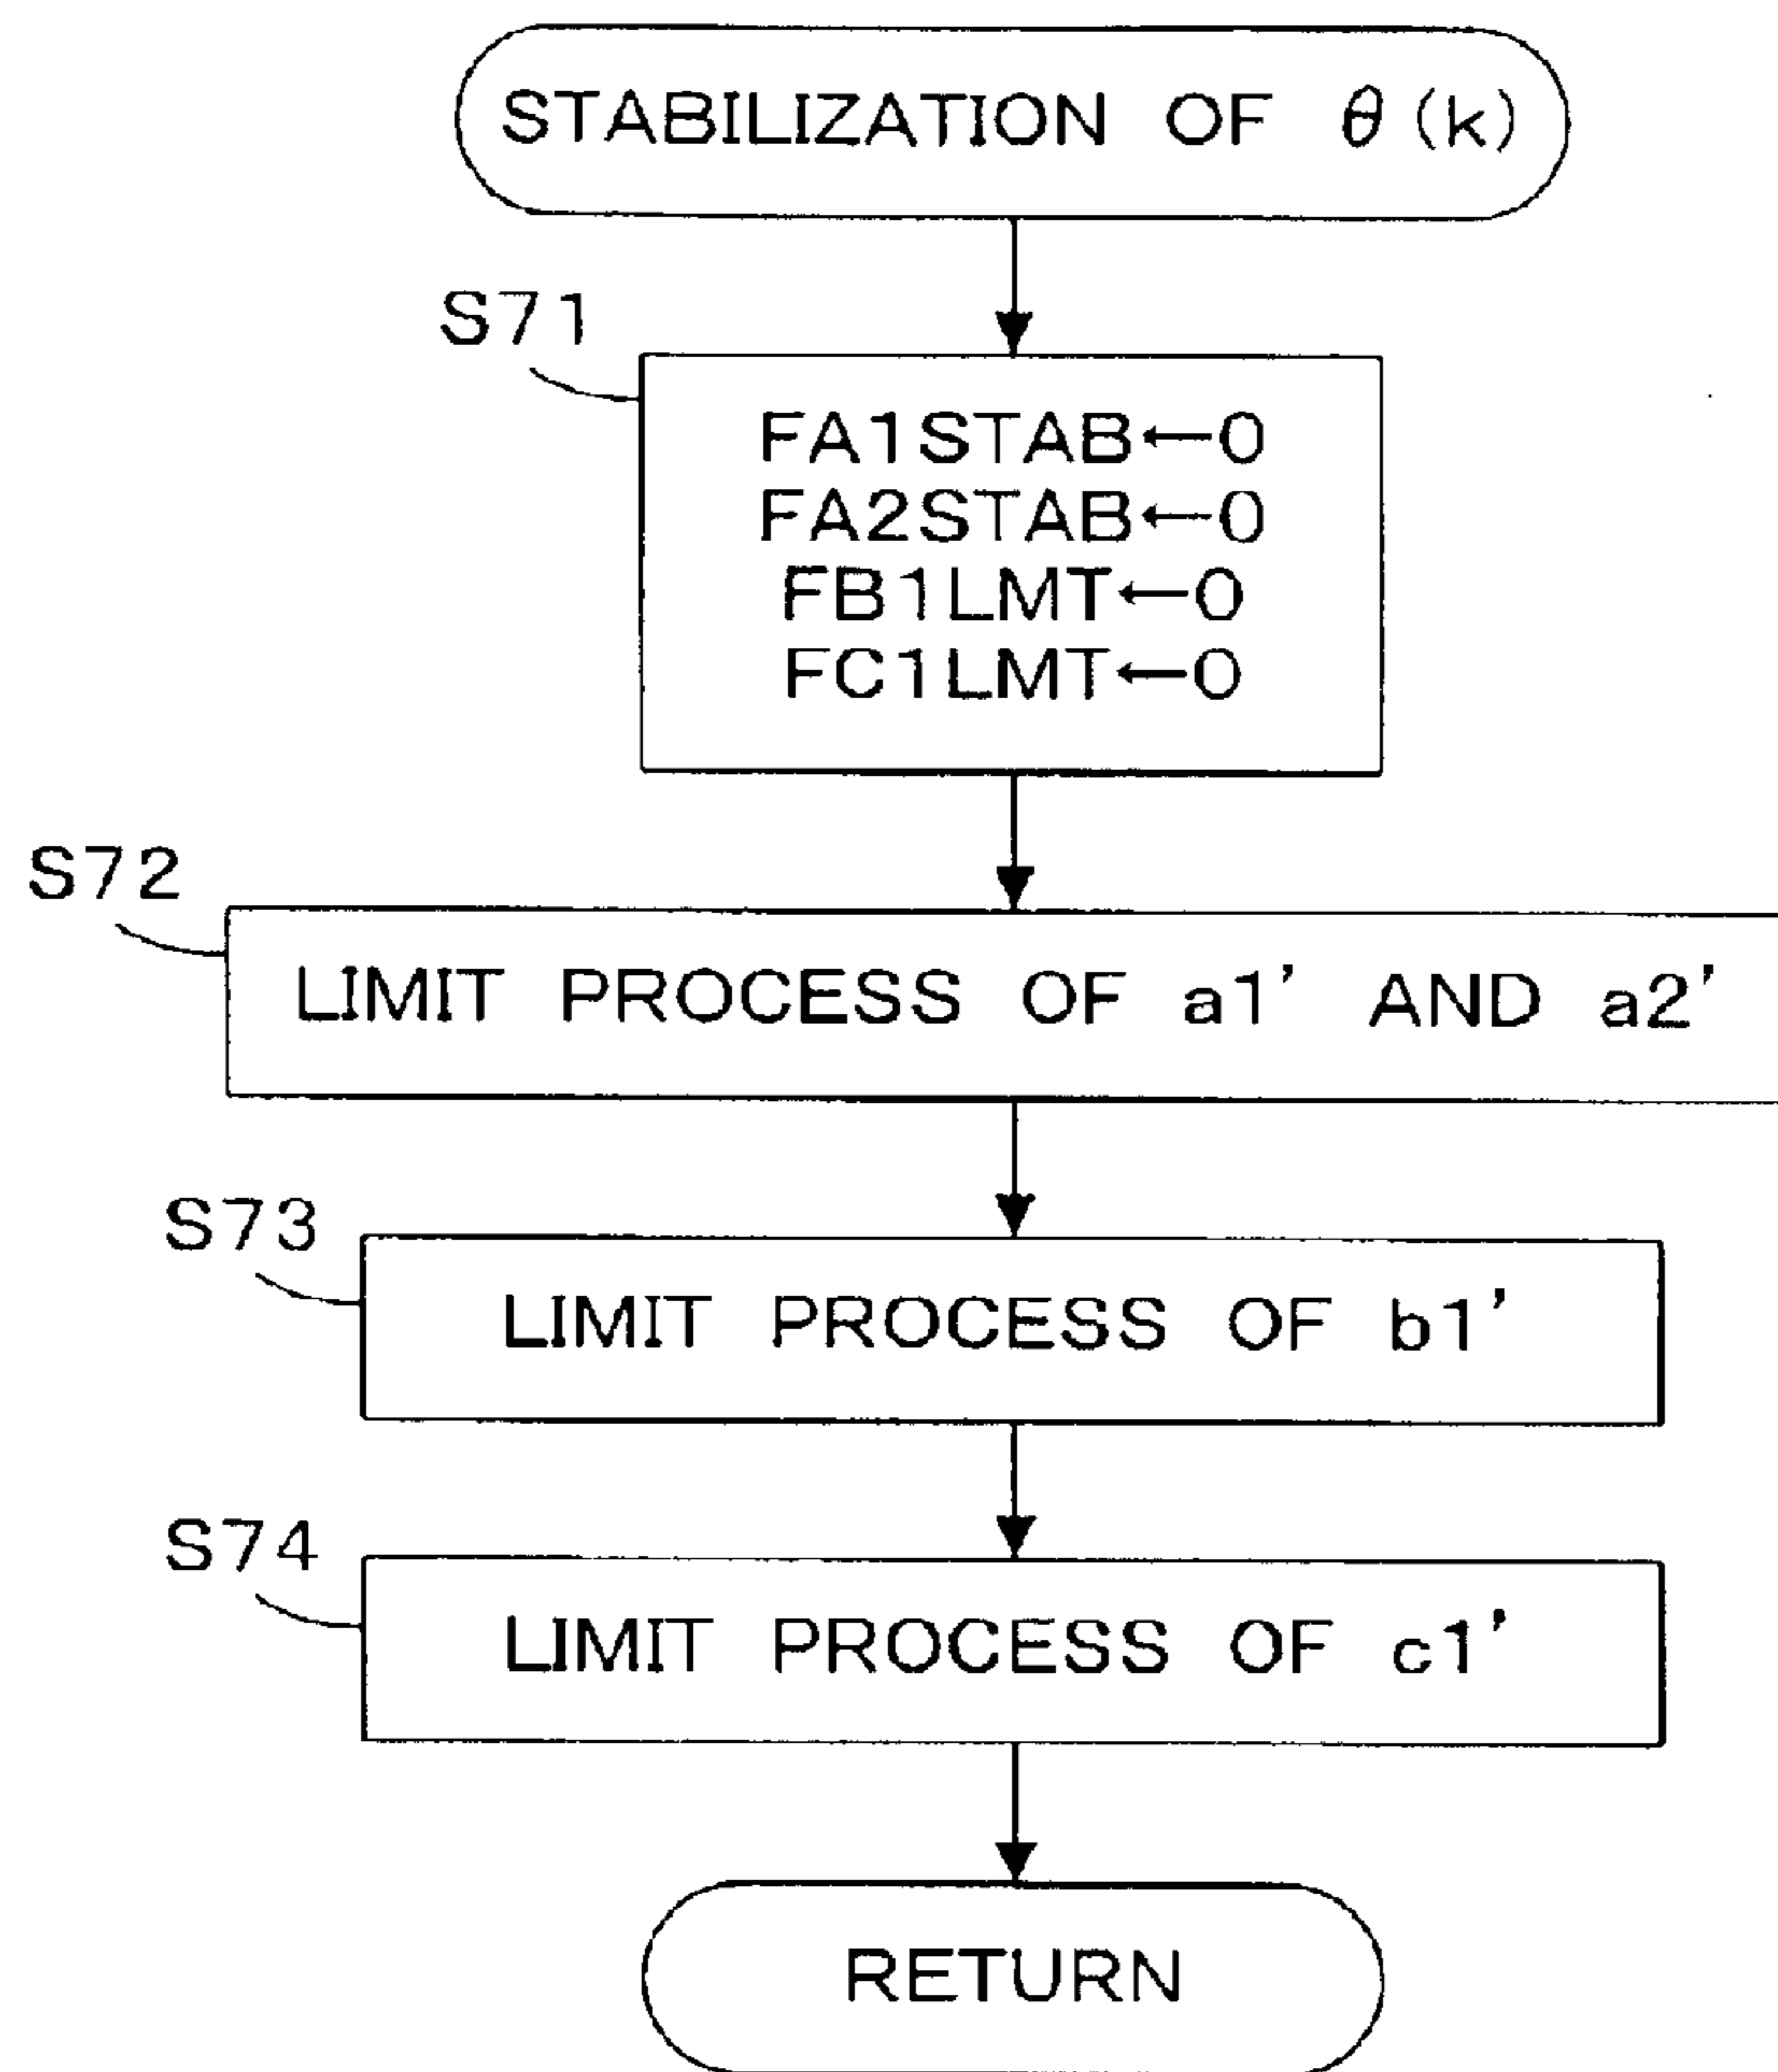 STABILIZATION OF θ(k)
S71
FA1STAB←0
FA2STAB←0
FB1LMT←0
FC1LMT←0
S72
LIMIT PROCESS OF a1' AND a2'
S73
LIMIT PROCESS OF b1'
S74
LIMIT PROCESS OF c1'
RETURN